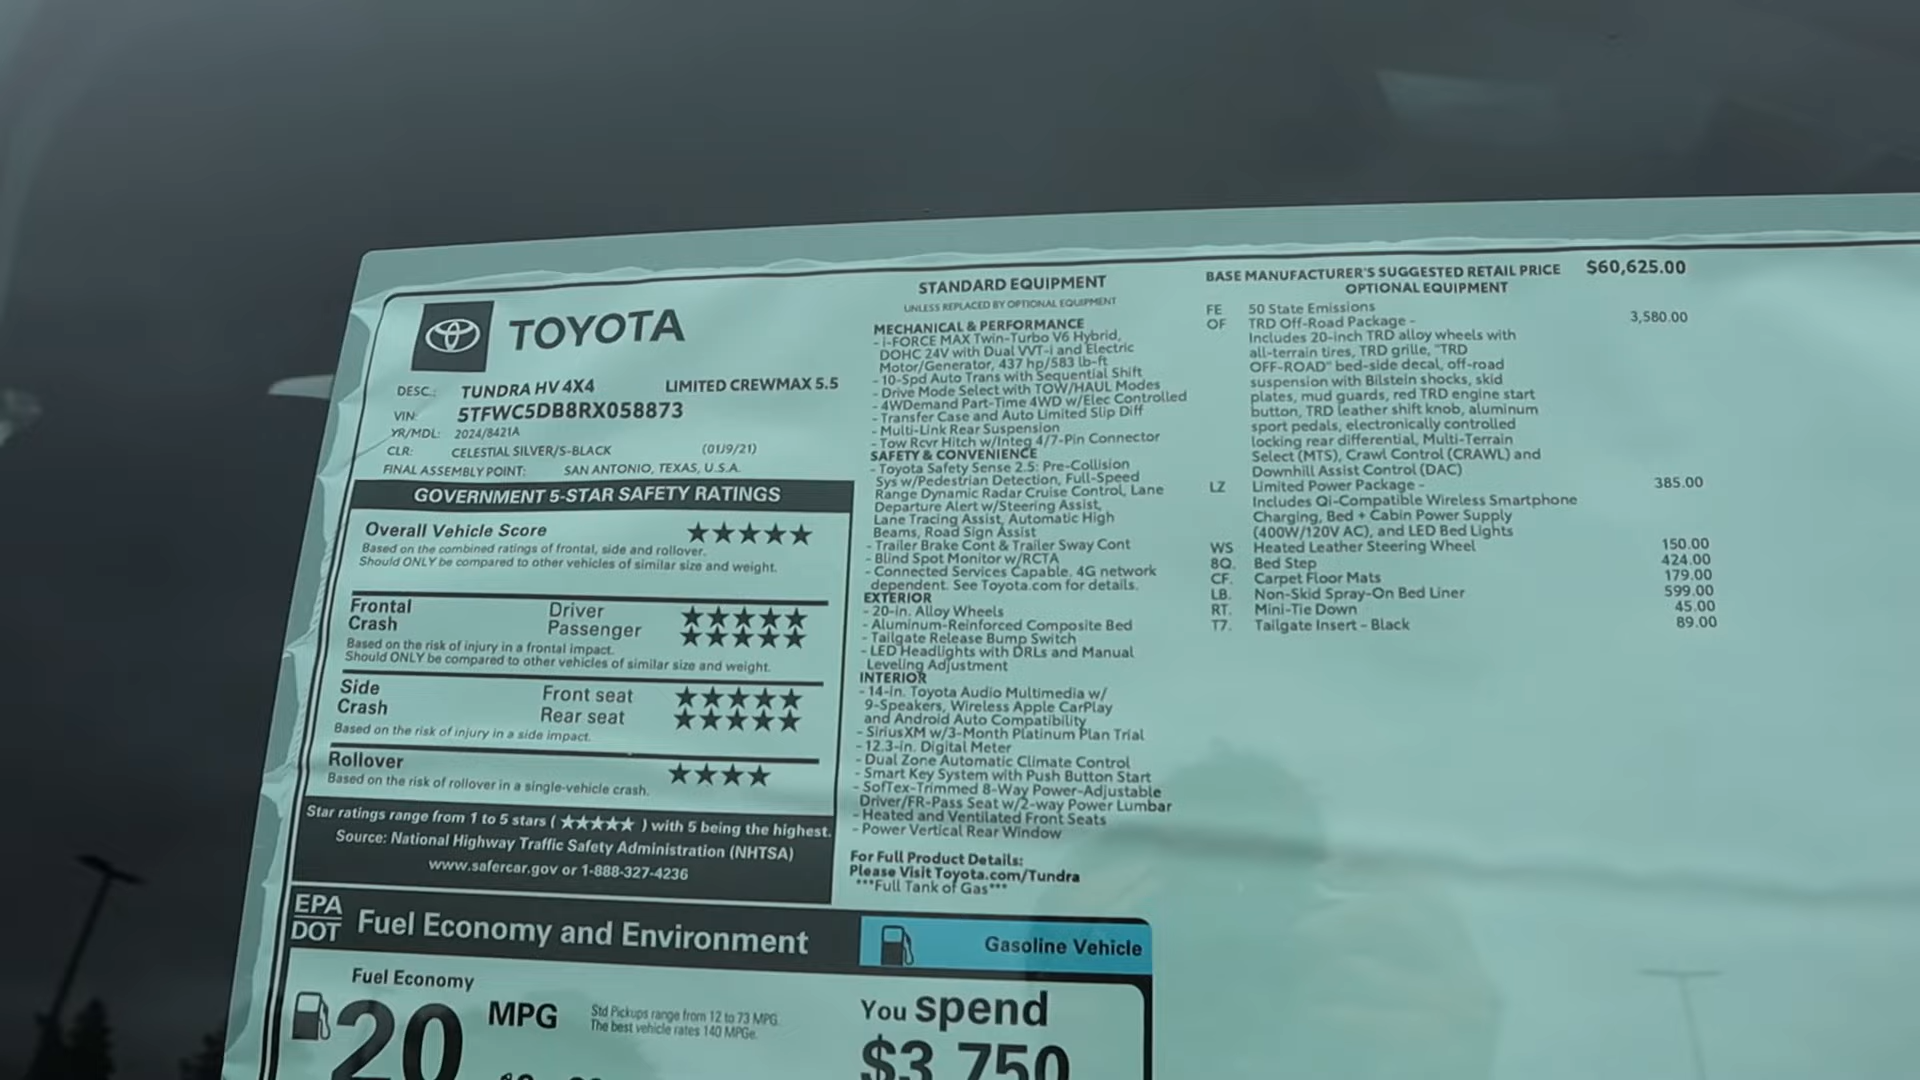 TOYOTA
DESC.: TUNDRA HV 4X4 LIMITED CREWMAX 5.5
VIN: 5TFWC5DB8RX058873
YR/MDL: 2024/8421A
CLR: CELESTIAL SILVER/S-BLACK (01J9/21)
FINAL ASSEMBLY POINT: SAN ANTONIO, TEXAS, U.S.A.
GOVERNMENT 5-STAR SAFETY RATINGS
Overall Vehicle Score ★★★★★
Based on the combined ratings of frontal, side and rollover.
Should ONLY be compared to other vehicles of similar size and weight.
Frontal Driver ★★★★★
Crash Passenger ★★★★★
Based on the risk of injury in a frontal impact.
Should ONLY be compared to other vehicles of similar size and weight.
Side Front seat ★★★★★
Crash Rear seat ★★★★★
Based on the risk of injury in a side impact.
Rollover ★★★★
Based on the risk of rollover in a single-vehicle crash.
Star ratings range from 1 to 5 stars (★★★★★) with 5 being the highest.
Source: National Highway Traffic Safety Administration (NHTSA)
www.safercar.gov or 1-888-327-4236
STANDARD EQUIPMENT
UNLESS REPLACED BY OPTIONAL EQUIPMENT
MECHANICAL & PERFORMANCE
- i-FORCE MAX Twin-Turbo V6 Hybrid,
DOHC 24V with Dual VVT-i and Electric
Motor/Generator, 437 hp/583 lb-ft
- 10-Spd Auto Trans with Sequential Shift
- Drive Mode Select with TOW/HAUL Modes
- 4WDemand Part-Time 4WD w/Elec Controlled
- Transfer Case and Auto Limited Slip Diff
- Multi-Link Rear Suspension
- Tow Rcvr Hitch w/Integ 4/7-Pin Connector
SAFETY & CONVENIENCE
- Toyota Safety Sense 2.5: Pre-Collision
Sys w/Pedestrian Detection, Full-Speed
Range Dynamic Radar Cruise Control, Lane
Departure Alert w/Steering Assist,
Lane Tracing Assist, Automatic High
Beams, Road Sign Assist
- Trailer Brake Cont & Trailer Sway Cont
- Blind Spot Monitor w/RCTA
- Connected Services Capable. 4G network
dependent. See Toyota.com for details.
EXTERIOR
- 20-in. Alloy Wheels
- Aluminum-Reinforced Composite Bed
- Tailgate Release Bump Switch
- LED Headlights with DRLs and Manual
Leveling Adjustment
INTERIOR
- 14-in. Toyota Audio Multimedia w/
9-Speakers, Wireless Apple CarPlay
and Android Auto Compatibility
- SiriusXM w/3-Month Platinum Plan Trial
- 12.3-in. Digital Meter
- Dual Zone Automatic Climate Control
- Smart Key System with Push Button Start
- SofTex-Trimmed 8-Way Power-Adjustable
Driver/FR-Pass Seat w/2-way Power Lumbar
- Heated and Ventilated Front Seats
- Power Vertical Rear Window
For Full Product Details:
Please Visit Toyota.com/Tundra
***Full Tank of Gas***
BASE MANUFACTURER'S SUGGESTED RETAIL PRICE $60,625.00
OPTIONAL EQUIPMENT
FE 50 State Emissions
OF TRD Off-Road Package - 3,580.00
Includes 20-inch TRD alloy wheels with
all-terrain tires, TRD grille, "TRD
OFF-ROAD" bed-side decal, off-road
suspension with Bilstein shocks, skid
plates, mud guards, red TRD engine start
button, TRD leather shift knob, aluminum
sport pedals, electronically controlled
locking rear differential, Multi-Terrain
Select (MTS), Crawl Control (CRAWL) and
Downhill Assist Control (DAC)
LZ Limited Power Package - 385.00
Includes Qi-Compatible Wireless Smartphone
Charging, Bed + Cabin Power Supply
(400W/120V AC), and LED Bed Lights
WS Heated Leather Steering Wheel 150.00
8Q. Bed Step 424.00
CF. Carpet Floor Mats 179.00
LB. Non-Skid Spray-On Bed Liner 599.00
RT. Mini-Tie Down 45.00
T7. Tailgate Insert - Black 89.00
EPA
DOT
Fuel Economy and Environment
Gasoline Vehicle
Fuel Economy
20 MPG
Std Pickups range from 12 to 73 MPG.
The best vehicle rates 140 MPGe.
You spend
$3,750